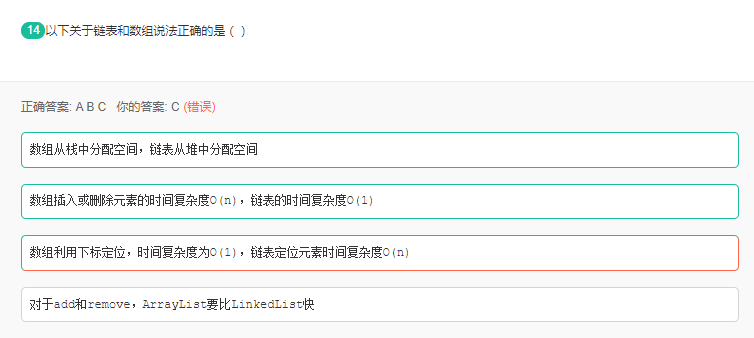 14 以下关于链表和数组说法正确的是（ ）
正确答案: A B C 你的答案: C (错误)
数组从栈中分配空间，链表从堆中分配空间
数组插入或删除元素的时间复杂度O(n)，链表的时间复杂度O(1)
数组利用下标定位，时间复杂度为O(1)，链表定位元素时间复杂度O(n)
对于add和remove，ArrayList要比LinkedList快